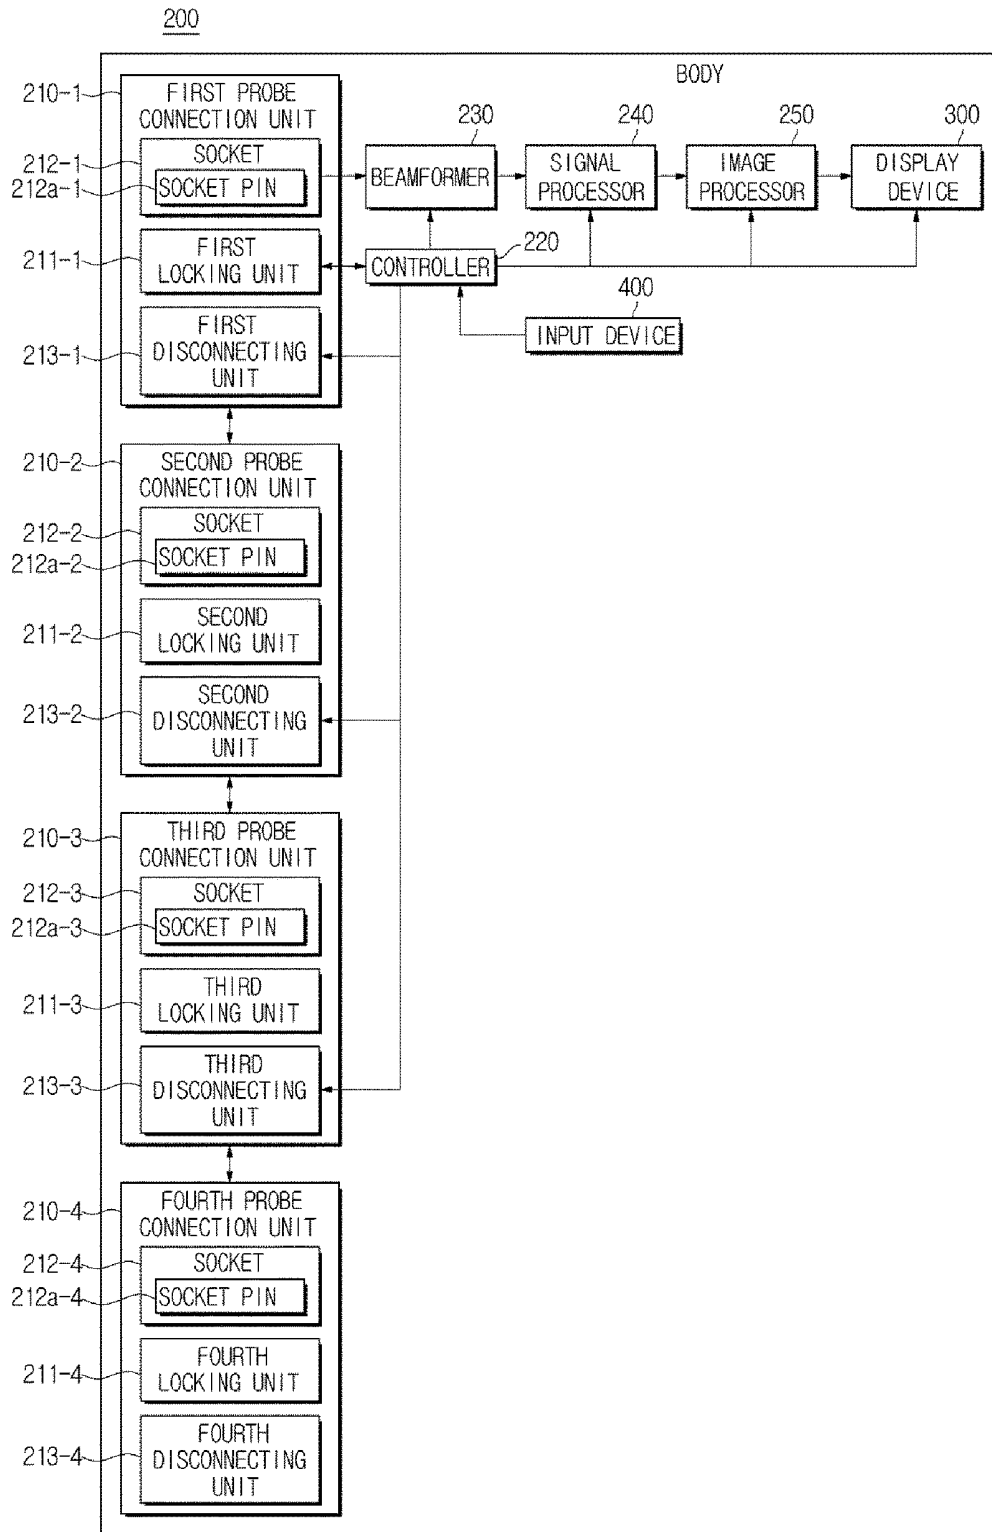 200
BODY
210-1
FIRST PROBE
CONNECTION UNIT
212-1
SOCKET
212a-1
SOCKET PIN
211-1
FIRST
LOCKING UNIT
213-1
FIRST
DISCONNECTING
UNIT
230
BEAMFORMER
240
SIGNAL
PROCESSOR
250
IMAGE
PROCESSOR
300
DISPLAY
DEVICE
220
CONTROLLER
400
INPUT DEVICE
210-2
SECOND PROBE
CONNECTION UNIT
212-2
SOCKET
212a-2
SOCKET PIN
211-2
SECOND
LOCKING UNIT
213-2
SECOND
DISCONNECTING
UNIT
210-3
THIRD PROBE
CONNECTION UNIT
212-3
SOCKET
212a-3
SOCKET PIN
211-3
THIRD
LOCKING UNIT
213-3
THIRD
DISCONNECTING
UNIT
210-4
FOURTH PROBE
CONNECTION UNIT
212-4
SOCKET
212a-4
SOCKET PIN
211-4
FOURTH
LOCKING UNIT
213-4
FOURTH
DISCONNECTING
UNIT